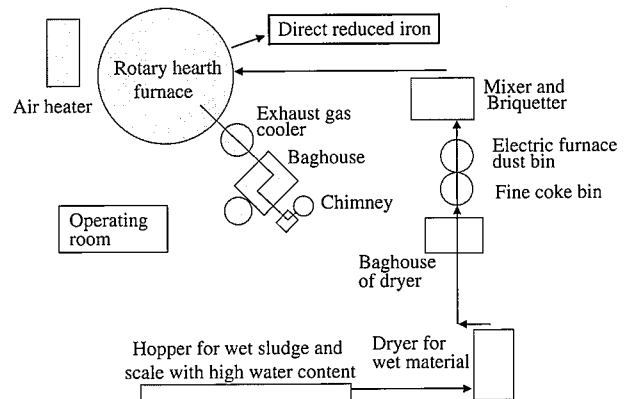 Direct reduced iron
Rotary hearth
furnace
Air heater
Mixer and
Briquetter
Exhaust gas
cooler
Baghouse
Electric furnace
dust bin
Fine coke bin
Chimney
Operating
room
Baghouse
of dryer
Hopper for wet sludge and
scale with high water content
Dryer for
wet material